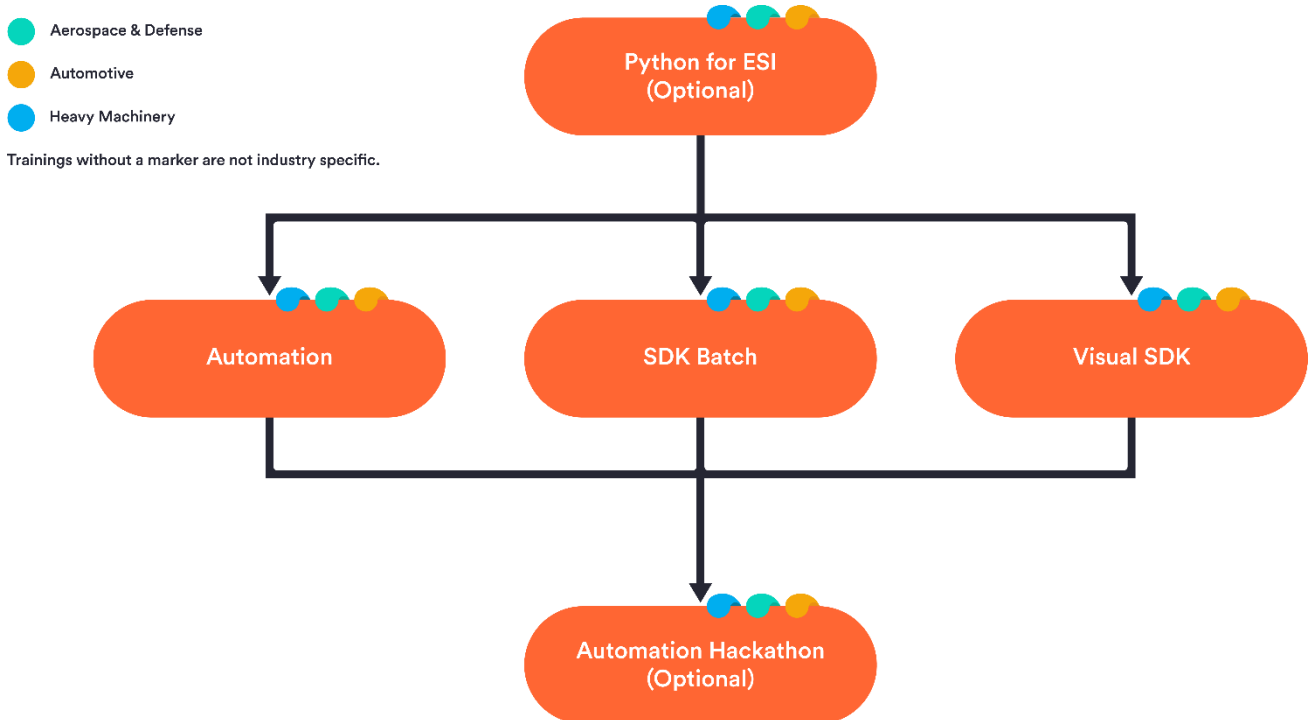 Aerospace & Defense
Automotive
Heavy Machinery
Trainings without a marker are not industry specific.
Python for ESI
(Optional)
Automation
SDK Batch
Visual SDK
Automation Hackathon
(Optional)